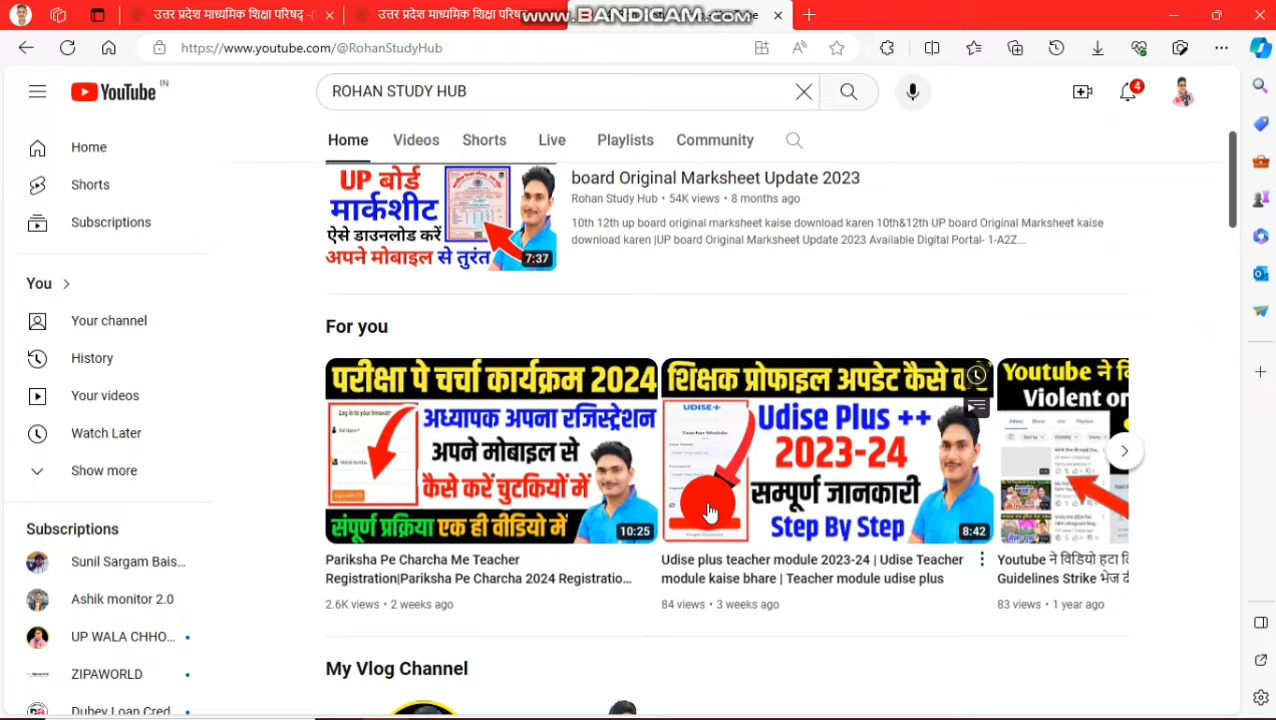 उत्तर प्रदेश माध्यमिक शिक्षा परिषद्
उत्तर प्रदेश माध्यमिक शिक्षा परिषद्
www.BANDICAM.com
https://www.youtube.com/@RohanStudyHub
YouTube IN
ROHAN STUDY HUB
4
Home
Videos
Shorts
Live
Playlists
Community
Home
Shorts
Subscriptions
You
Your channel
History
Your videos
Watch Later
Show more
Subscriptions
Sunil Sargam Bais...
Ashik monitor 2.0
UP WALA CHHO...
ZIPAWORLD
Dubey Loan Cred
UP बोर्ड
मार्कशीट
ऐसे डाउनलोड करें
अपने मोबाइल से तुरंत
7:37
board Original Marksheet Update 2023
Rohan Study Hub • 54K views • 8 months ago
10th 12th up board original marksheet kaise download karen 10th&12th UP board Original Marksheet kaise
download karen |UP board Original Marksheet Update 2023 Available Digital Portal- 1-A2Z...
For you
परीक्षा पे चर्चा कार्यक्रम 2024
अध्यापक अपना रजिस्ट्रेशन
अपने मोबाइल से
कैसे करें चुटकियों में
संपूर्ण प्रक्रिया एक ही वीडियो में
10:25
Pariksha Pe Charcha Me Teacher
Registration|Pariksha Pe Charcha 2024 Registratio...
2.6K views • 2 weeks ago
शिक्षक प्रोफाइल अपडेट कैसे
UDISE+
Teacher Module
Udise Plus ++
2023-24
सम्पूर्ण जानकारी
Step By Step
8:42
Udise plus teacher module 2023-24 | Udise Teacher
module kaise bhare | Teacher module udise plus
84 views • 3 weeks ago
Youtube ने
Violent or
Youtube ने विडियो हटा
Guidelines Strike भेज
83 views • 1 year ago
My Vlog Channel